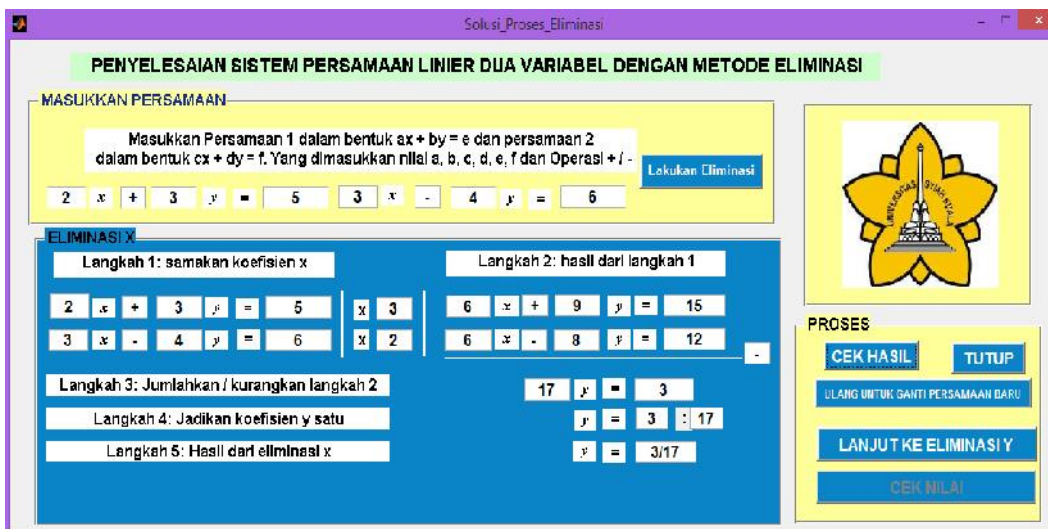 Solusi_Proses_Eliminasi
PENYELESAIAN SISTEM PERSAMAAN LINIER DUA VARIABEL DENGAN METODE ELIMINASI
MASUKKAN PERSAMAAN
Masukkan Persamaan 1 dalam bentuk ax + by = e dan persamaan 2
dalam bentuk cx + dy = f. Yang dimasukkan nilai a, b, c, d, e, f dan Operasi + / -
Lakukan Eliminasi
2 x + 3 y = 5 3 x - 4 y = 6
ELIMINASI X
Langkah 1: samakan koefisien x
2 x + 3 y = 5 x 3
3 x - 4 y = 6 x 2
Langkah 2: hasil dari langkah 1
6 x + 9 y = 15
6 x - 8 y = 12
-
Langkah 3: Jumlahkan / kurangkan langkah 2 17 y = 3
Langkah 4: Jadikan koefisien y satu y = 3 : 17
Langkah 5: Hasil dari eliminasi x y = 3/17
UNIVERSITAS SYIAH KUALA
PROSES
CEK HASIL TUTUP
ULANG UNTUK GANTI PERSAMAAN BARU
LANJUT KE ELIMINASI Y
CEK NILAI